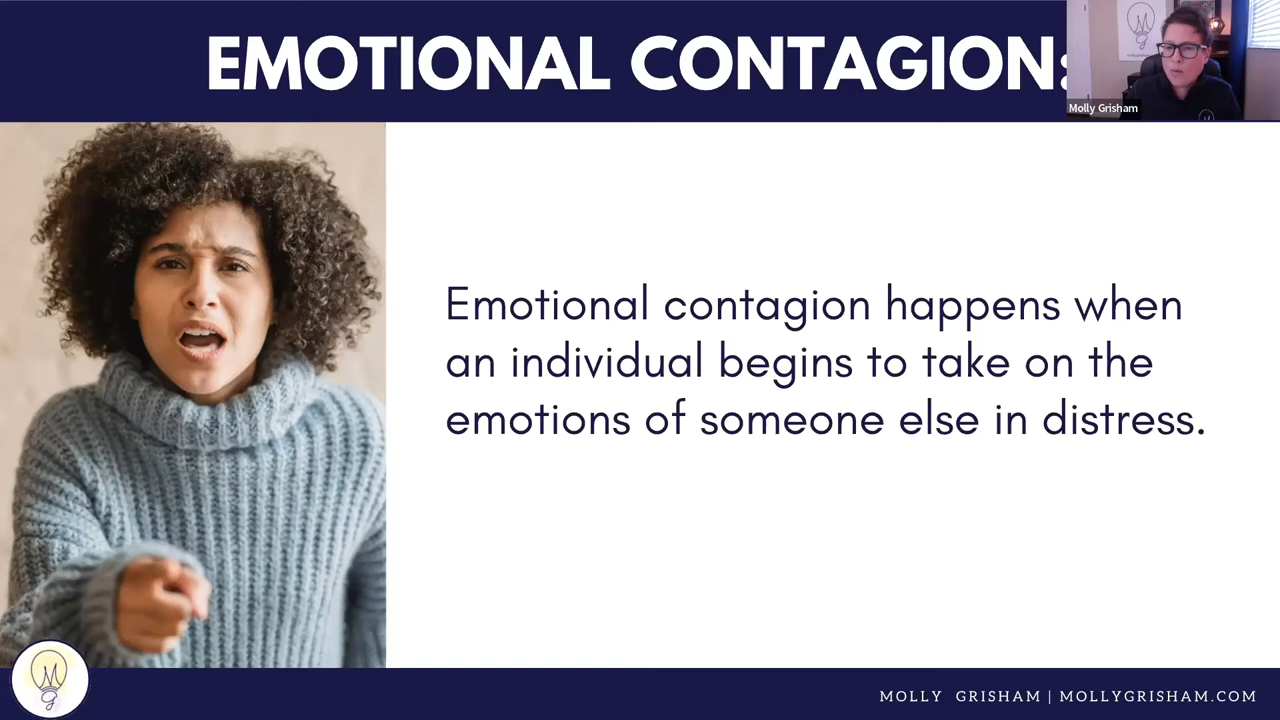 EMOTIONAL CONTAGION:
Molly Grisham
Emotional contagion happens when
an individual begins to take on the
emotions of someone else in distress.
M
g
MOLLY GRISHAM | MOLLYGRISHAM.COM